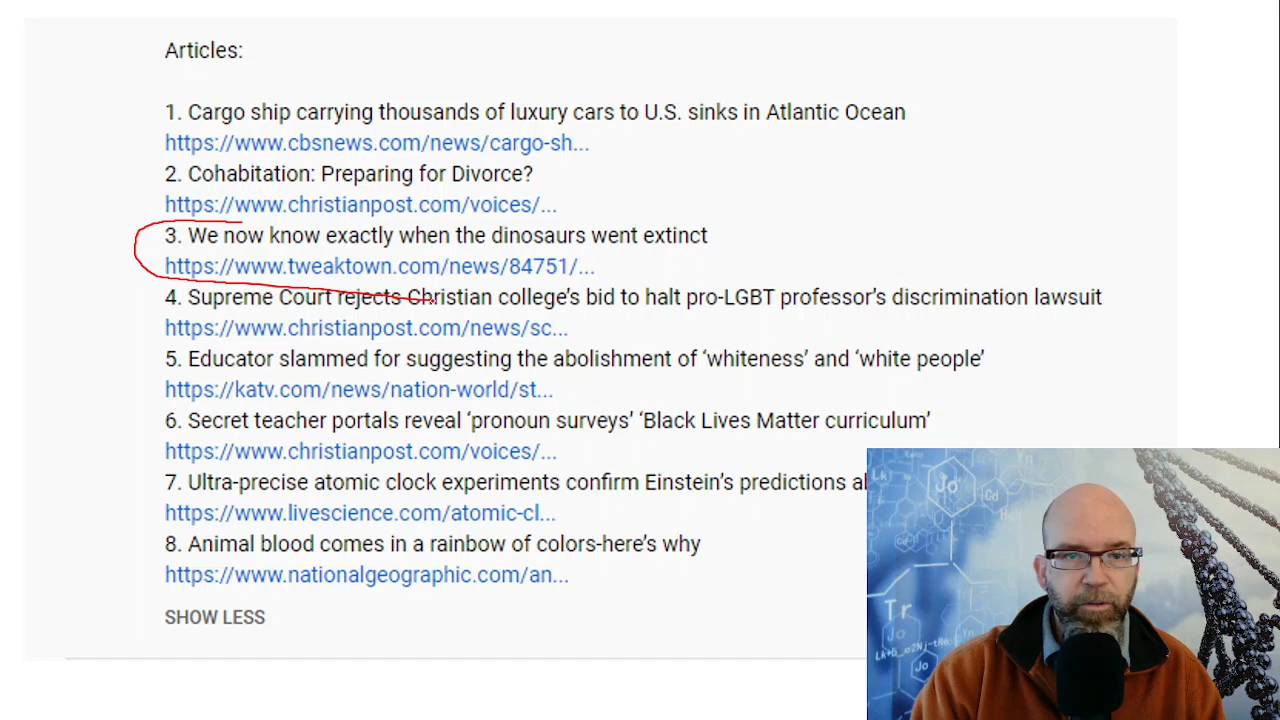 Articles:
1. Cargo ship carrying thousands of luxury cars to U.S. sinks in Atlantic Ocean
https://www.cbsnews.com/news/cargo-sh...
2. Cohabitation: Preparing for Divorce?
https://www.christianpost.com/voices/...
3. We now know exactly when the dinosaurs went extinct
https://www.tweaktown.com/news/84751/...
4. Supreme Court rejects Christian college's bid to halt pro-LGBT professor's discrimination lawsuit
https://www.christianpost.com/news/sc...
5. Educator slammed for suggesting the abolishment of ‘whiteness’ and ‘white people’
https://katv.com/news/nation-world/st...
6. Secret teacher portals reveal ‘pronoun surveys’ ‘Black Lives Matter curriculum’
https://www.christianpost.com/voices/...
7. Ultra-precise atomic clock experiments confirm Einstein's predictions
https://www.livescience.com/atomic-cl...
8. Animal blood comes in a rainbow of colors-here's why
https://www.nationalgeographic.com/an...
SHOW LESS
Jo
Cd
Tr
Jo
Jo